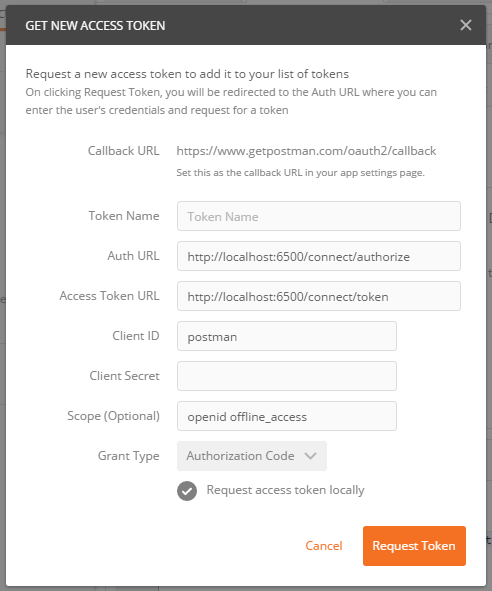 GET NEW ACCESS TOKEN
Request a new access token to add it to your list of tokens
On clicking Request Token, you will be redirected to the Auth URL where you can
enter the user's credentials and request for a token
Callback URL https://www.getpostman.com/oauth2/callback
Set this as the callback URL in your app settings page.
Token Name Token Name
Auth URL http://localhost:6500/connect/authorize
Access Token URL http://localhost:6500/connect/token
Client ID postman
Client Secret
Scope (Optional) openid offline_access
Grant Type Authorization Code
Request access token locally
Cancel Request Token